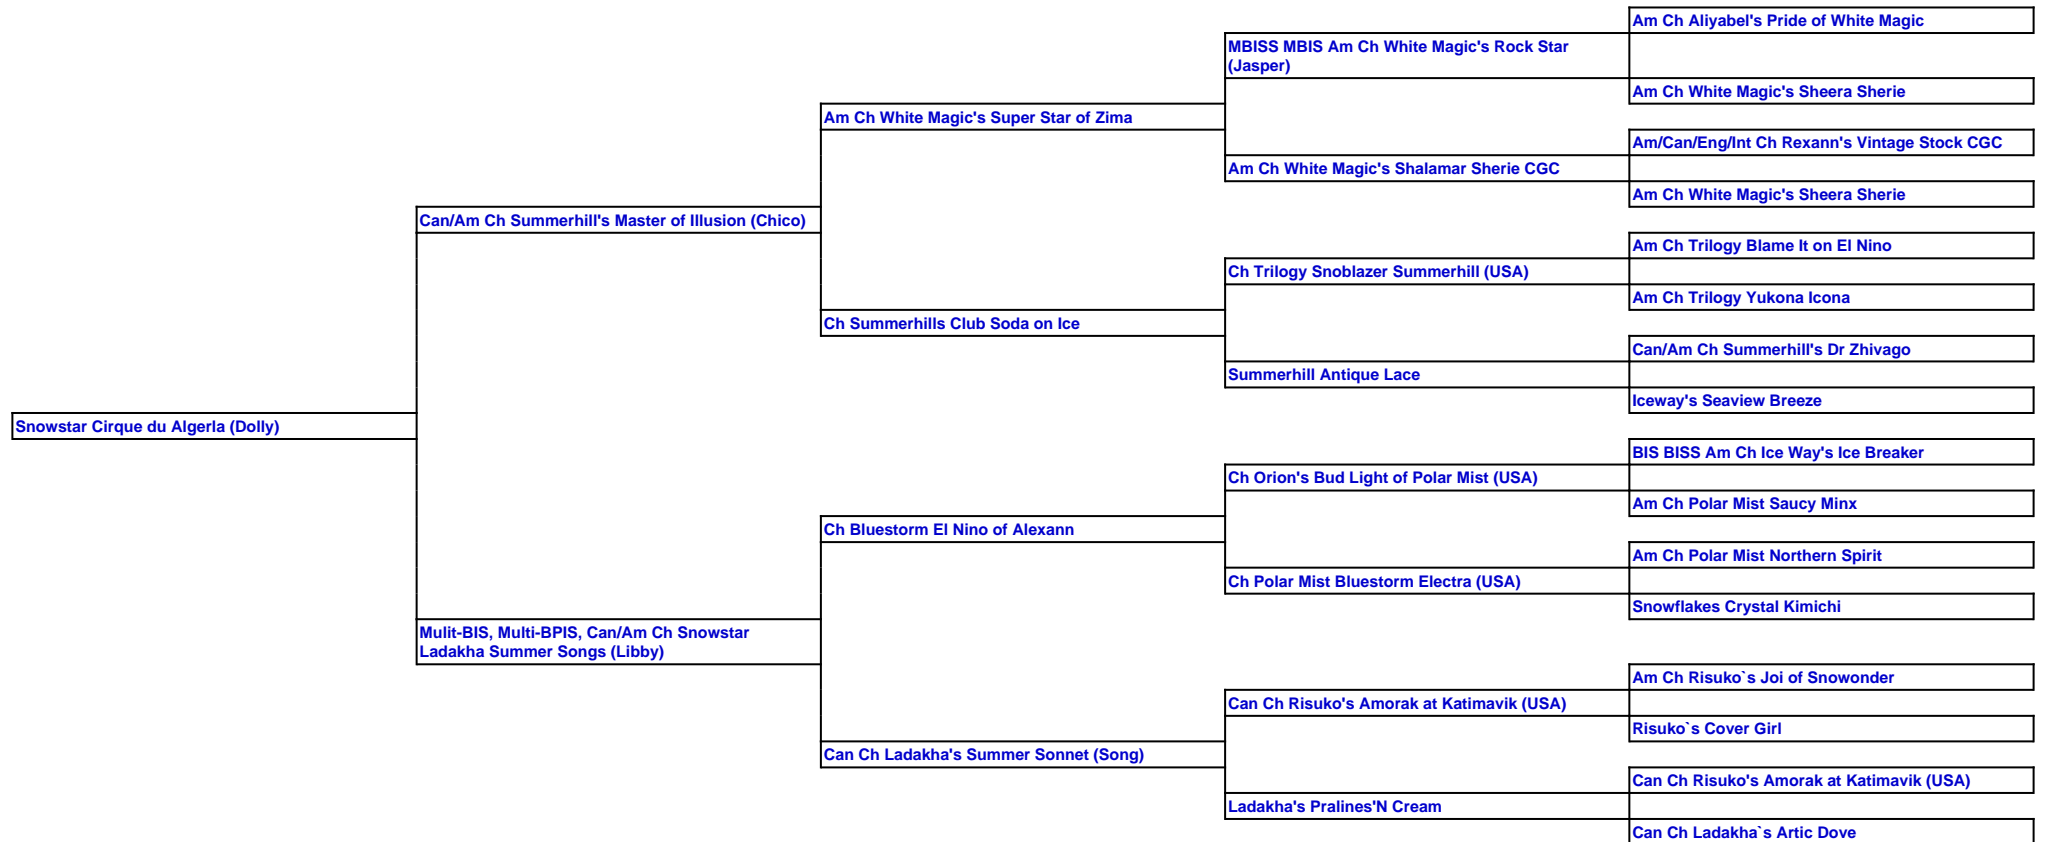 Am Ch Aliyabel's Pride of White Magic
MBISS MBIS Am Ch White Magic's Rock Star
(Jasper)
Am Ch White Magic's Sheera Sherie
Am Ch White Magic's Super Star of Zima
Am/Can/Eng/Int Ch Rexann's Vintage Stock CGC
Am Ch White Magic's Shalamar Sherie CGC
Am Ch White Magic's Sheera Sherie
Can/Am Ch Summerhill's Master of Illusion (Chico)
Am Ch Trilogy Blame It on El Nino
Ch Trilogy Snoblazer Summerhill (USA)
Am Ch Trilogy Yukona Icona
Ch Summerhills Club Soda on Ice
Can/Am Ch Summerhill's Dr Zhivago
Summerhill Antique Lace
Iceway's Seaview Breeze
Snowstar Cirque du Algerla (Dolly)
BIS BISS Am Ch Ice Way's Ice Breaker
Ch Orion's Bud Light of Polar Mist (USA)
Am Ch Polar Mist Saucy Minx
Ch Bluestorm El Nino of Alexann
Am Ch Polar Mist Northern Spirit
Ch Polar Mist Bluestorm Electra (USA)
Snowflakes Crystal Kimichi
Mulit-BIS, Multi-BPIS, Can/Am Ch Snowstar
Ladakha Summer Songs (Libby)
Am Ch Risuko`s Joi of Snowonder
Can Ch Risuko's Amorak at Katimavik (USA)
Risuko`s Cover Girl
Can Ch Ladakha's Summer Sonnet (Song)
Can Ch Risuko's Amorak at Katimavik (USA)
Ladakha's Pralines'N Cream
Can Ch Ladakha`s Artic Dove